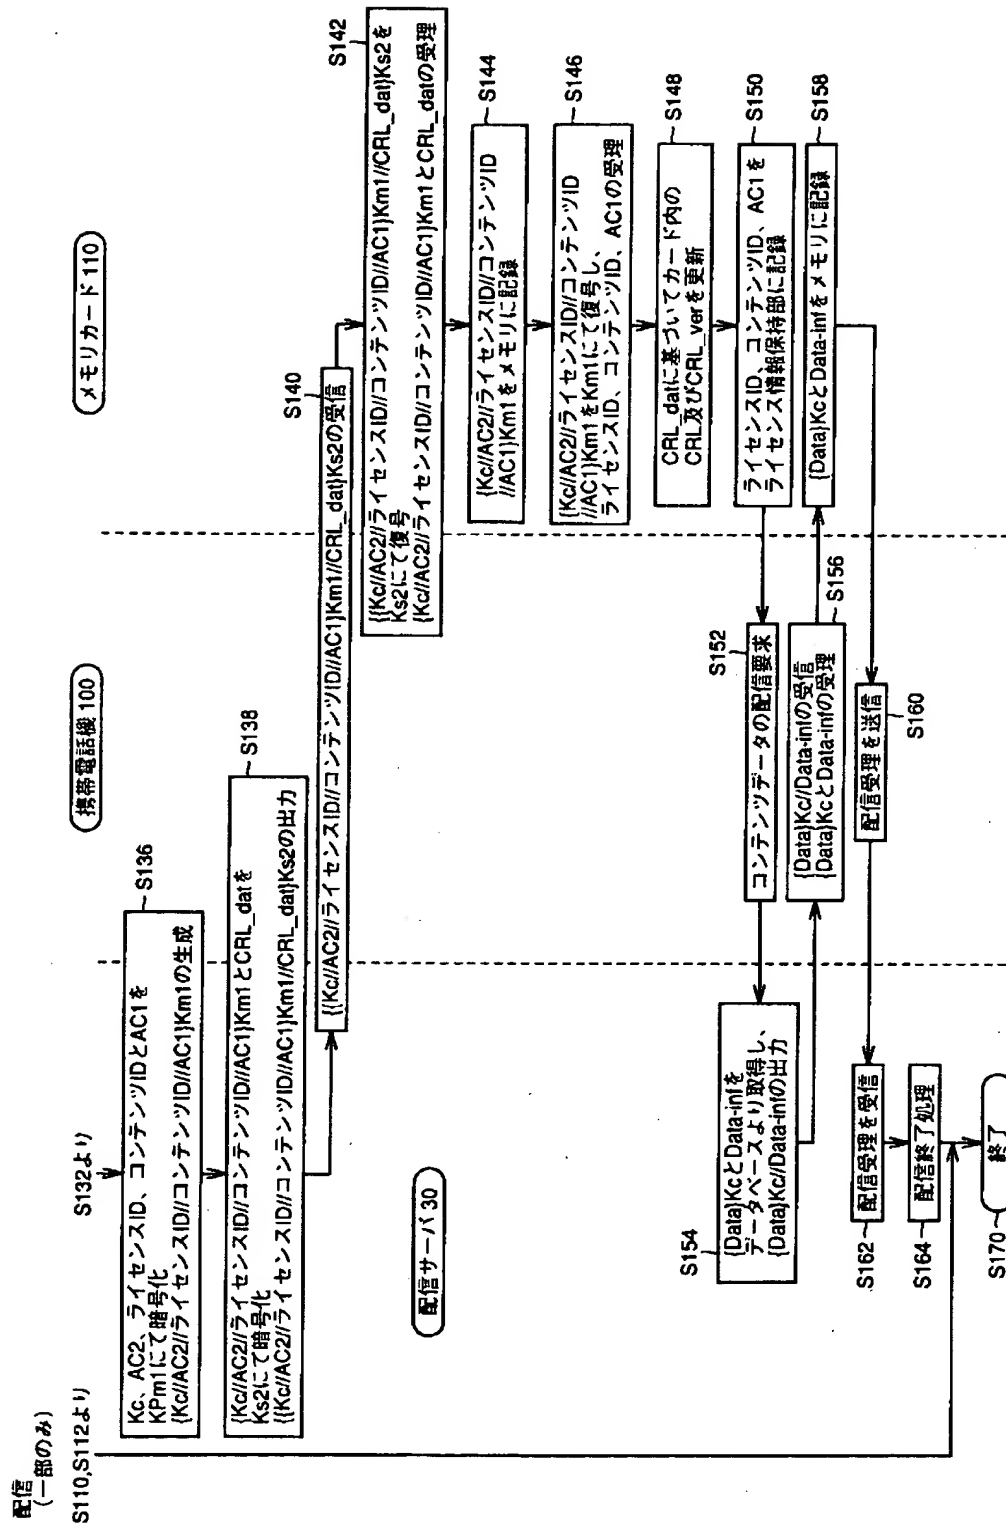 配信
(一部のみ)
S110,S112より
S132より
配信サーバ 30
携帯電話機 100
メモリカード 110
Kc、AC2、ライセンスID、コンテンツIDとAC1を
KPm1にて暗号化
{Kc//AC2//ライセンスID//コンテンツID//AC1}Km1の生成
S136
{Kc//AC2//ライセンスID//コンテンツID//AC1}Km1とCRL_datを
Ks2にて暗号化
{{Kc//AC2//ライセンスID//コンテンツID//AC1}Km1//CRL_dat}Ks2の出力
S138
{{Kc//AC2//ライセンスID//コンテンツID//AC1}Km1//CRL_dat}Ks2の受信
S140
{{Kc//AC2//ライセンスID//コンテンツID//AC1}Km1//CRL_dat}Ks2を
Ks2にて復号
{Kc//AC2//ライセンスID//コンテンツID//AC1}Km1とCRL_datの受理
S142
{Kc//AC2//ライセンスID//コンテンツID
//AC1}Km1をメモリに記録
S144
{Kc//AC2//ライセンスID//コンテンツID
//AC1}Km1をKm1にて復号し、
ライセンスID、コンテンツID、AC1の受理
S146
CRL_datに基づいてカード内の
CRL及びCRL_verを更新
S148
ライセンスID、コンテンツID、AC1を
ライセンス情報保持部に記録
S150
コンテンツデータの配信要求
S152
{Data}KcとData-infを
データベースより取得し、
{Data}Kc//Data-infの出力
S154
{Data}Kc//Data-infの受信
{Data}KcとData-infの受理
S156
{Data}KcとData-infをメモリに記録
S158
配信受理を送信
S160
配信受理を受信
S162
配信終了処理
S164
終了
S170